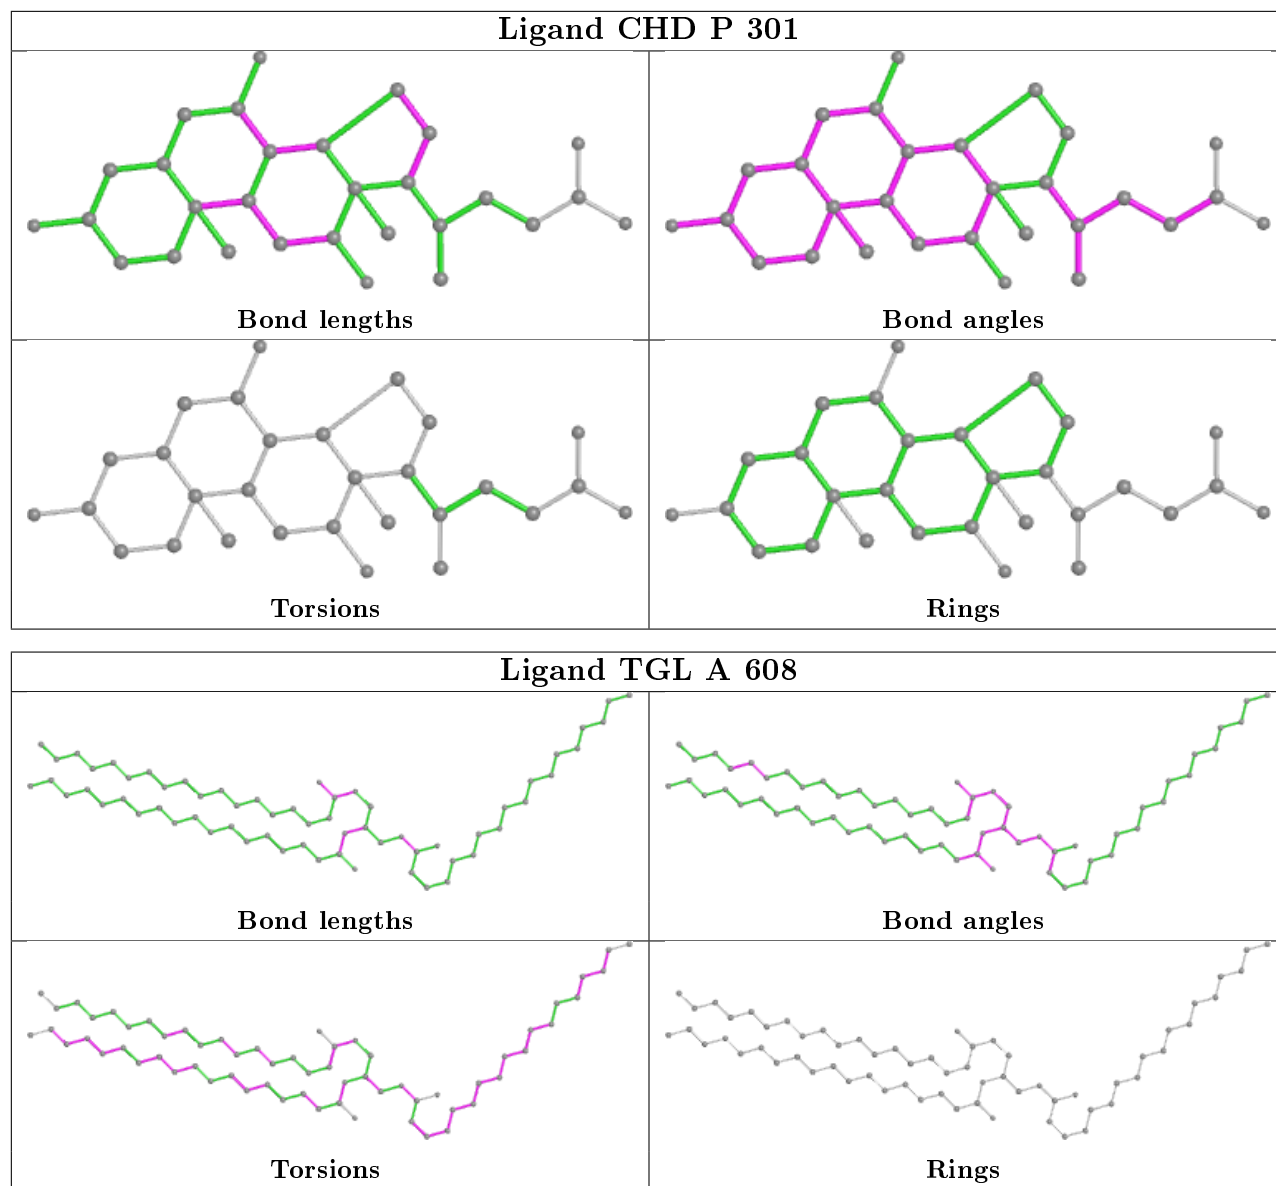 Ligand CHD P 301
Bond lengths
Bond angles
Torsions
Rings
Ligand TGL A 608
Bond lengths
Bond angles
Torsions
Rings